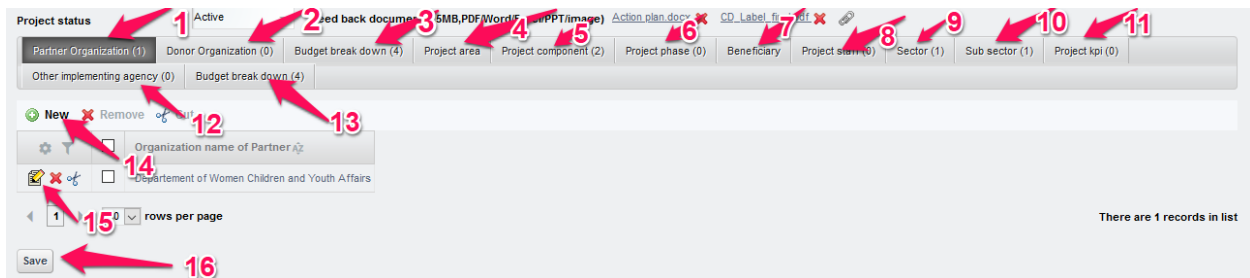 Project status Active eed back docume 5MB,PDF/Word/Excel/PPT/image) Action plan.docx CD_Label_fi df
1 2 3 4 5 6 7 8 9 10 11
Partner Organization (1) Donor Organization (0) Budget break down (4) Project area Project component (2) Project phase (0) Beneficiary Project staff (0) Sector (1) Sub sector (1) Project kpi (0)
Other implementing agency (0) Budget break down (4)
12 13
New Remove Cut
14
Organization name of Partner
Departement of Women Children and Youth Affairs
15
1 rows per page There are 1 records in list
Save 16